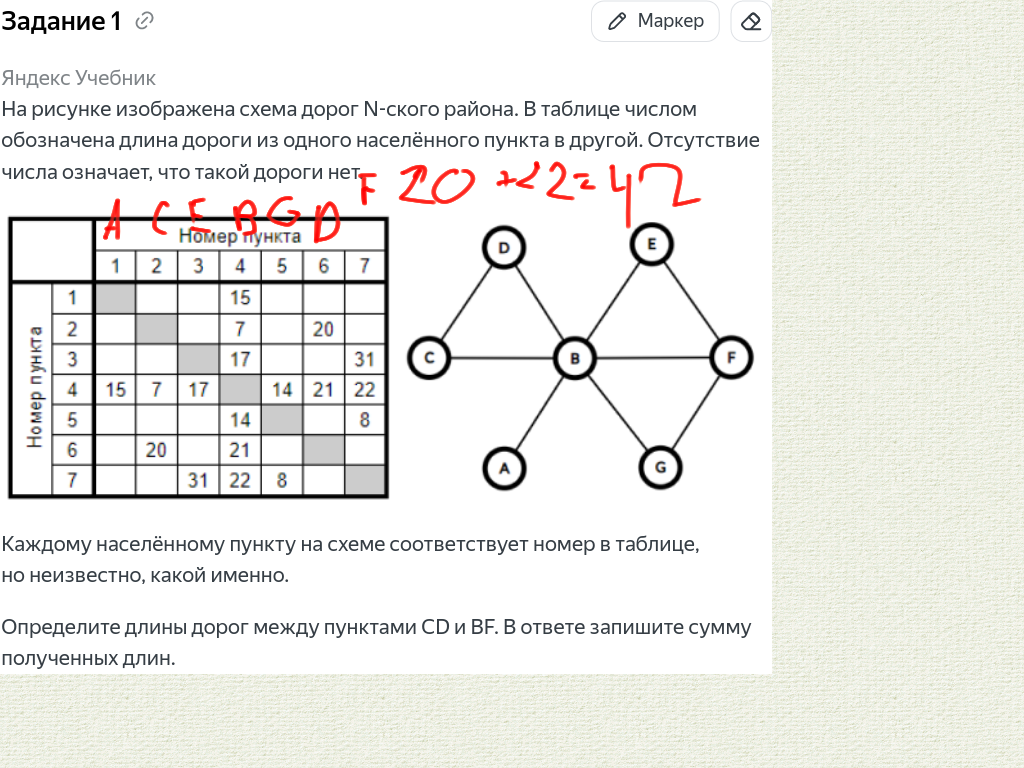 Задание 1
Маркер
Яндекс Учебник
На рисунке изображена схема дорог N-ского района. В таблице числом
обозначена длина дороги из одного населённого пункта в другой. Отсутствие
числа означает, что такой дороги нет.
A C E B G D F 20 +22=42
Номер пункта
1 2 3 4 5 6 7
Номер пункта
1 15
2 7 20
3 17 31
4 15 7 17 14 21 22
5 14 8
6 20 21
7 31 22 8
D E
C B F
A G
Каждому населённому пункту на схеме соответствует номер в таблице,
но неизвестно, какой именно.
Определите длины дорог между пунктами CD и BF. В ответе запишите сумму
полученных длин.